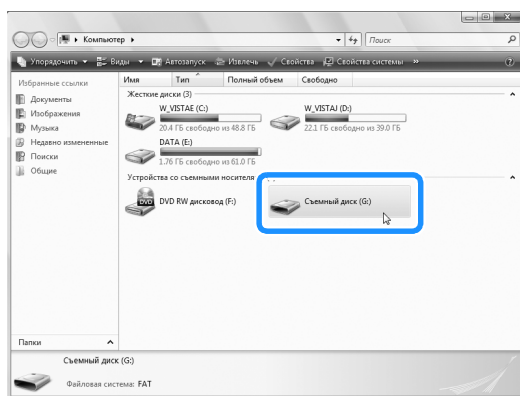 Компьютер
Поиск
Упорядочить Виды Автозапуск Извлечь Свойства Свойства системы »
Избранные ссылки
Документы
Изображения
Музыка
Недавно измененные
Поиски
Общие
Папки
Имя Тип Полный объем Свободно
Жесткие диски (3)
W_VISTAE (C:)
20.4 ГБ свободно из 48.8 ГБ
W_VISTAJ (D:)
22.1 ГБ свободно из 39.0 ГБ
DATA (E:)
1.76 ГБ свободно из 61.0 ГБ
Устройства со съемными носителя
DVD RW дисковод (F:)
DVD
Съемный диск (G:)
Съемный диск (G:)
Файловая система: FAT